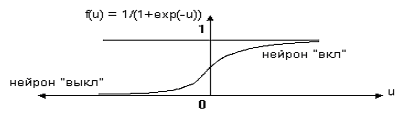 f(u) = 1/(1+exp(-u))
1
нейрон "вкл"
нейрон "выкл"
u
0